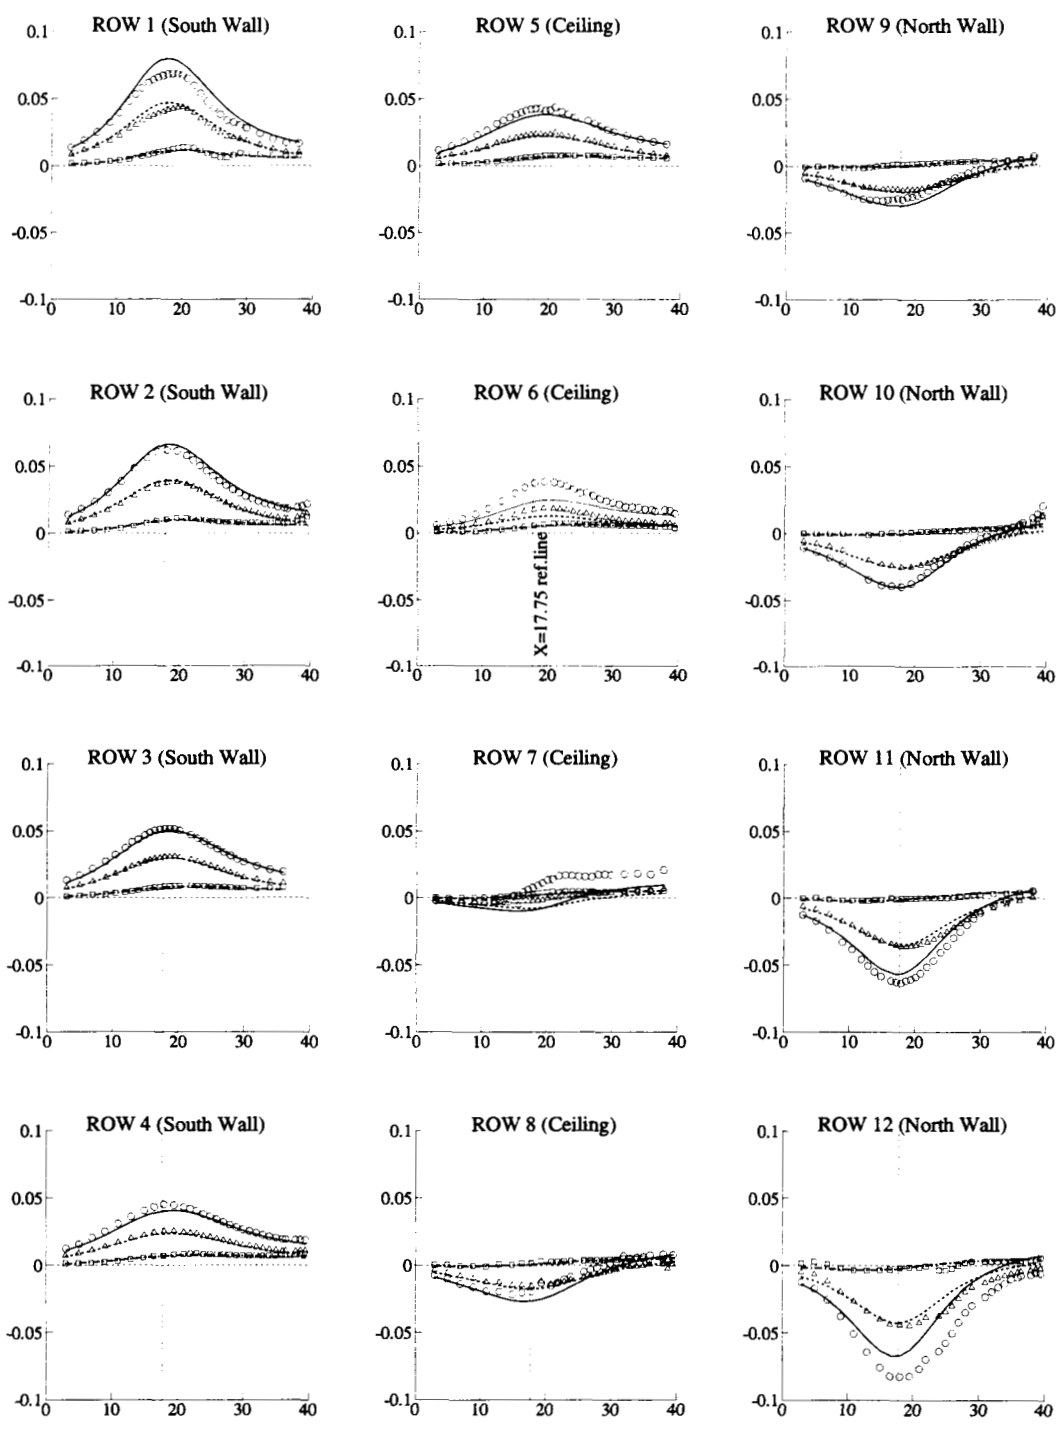 ROW 1 (South Wall) ROW 5 (Ceiling) ROW 9 (North Wall)
0.1 0.1 0.1
0.05 0.05 0.05
0 0 0
-0.05 -0.05 -0.05
-0.1 -0.1 -0.1
0 10 20 30 40 0 10 20 30 40 0 10 20 30 40
ROW 2 (South Wall) ROW 6 (Ceiling) ROW 10 (North Wall)
0.1 0.1 0.1
0.05 0.05 0.05
0 0 0
X=17.75 ref.line
-0.05 -0.05 -0.05
-0.1 -0.1 -0.1
0 10 20 30 40 0 10 20 30 40 0 10 20 30 40
ROW 3 (South Wall) ROW 7 (Ceiling) ROW 11 (North Wall)
0.1 0.1 0.1
0.05 0.05 0.05
0 0 0
-0.05 -0.05 -0.05
-0.1 -0.1 -0.1
0 10 20 30 40 0 10 20 30 40 0 10 20 30 40
ROW 4 (South Wall) ROW 8 (Ceiling) ROW 12 (North Wall)
0.1 0.1 0.1
0.05 0.05 0.05
0 0 0
-0.05 -0.05 -0.05
-0.1 -0.1 -0.1
0 10 20 30 40 0 10 20 30 40 0 10 20 30 40